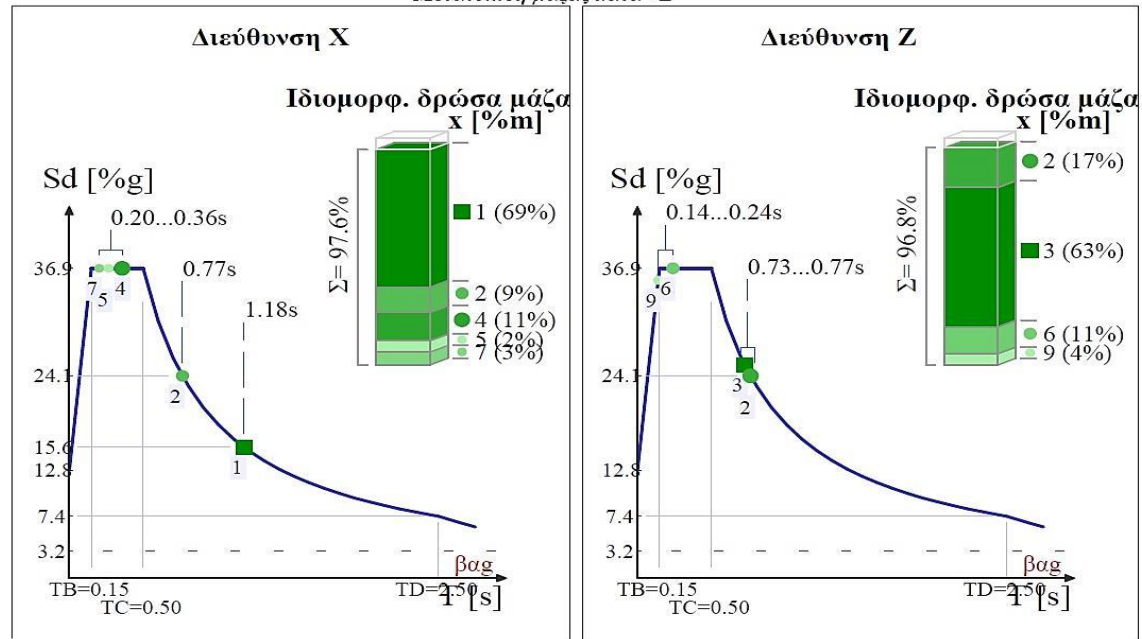 Διεύθυνση X
Ιδιομορφ. δρώσα μάζα
x [%m]
Sd [%g]
0.20...0.36s
Σ= 97.6%
1 (69%)
36.9
0.77s
7
5
4
2 (9%)
1.18s
4 (11%)
5 (2%)
7 (3%)
24.1
2
15.6
1
12.8
7.4
3.2
βag
TB=0.15
TC=0.50
TD=2.50
T [s]
Διεύθυνση Z
Ιδιομορφ. δρώσα μάζα
x [%m]
Sd [%g]
0.14...0.24s
Σ= 96.8%
2 (17%)
3 (63%)
36.9
0.73...0.77s
9
6
6 (11%)
9 (4%)
24.1
3
2
12.8
7.4
3.2
βag
TB=0.15
TC=0.50
TD=2.50
T [s]